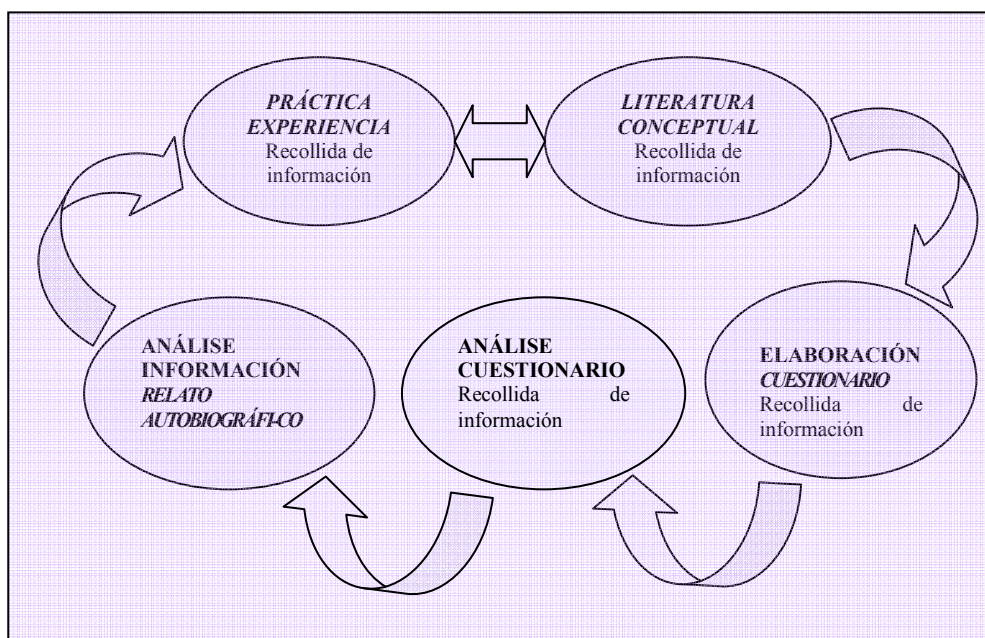 PRÁCTICA
EXPERIENCIA
Recollida de
información
LITERATURA
CONCEPTUAL
Recollida de
información
ANÁLISE
INFORMACIÓN
RELATO
AUTOBIOGRÁFI-CO
ANÁLISE
CUESTIONARIO
Recollida de
información
ELABORACIÓN
CUESTIONARIO
Recollida de
información